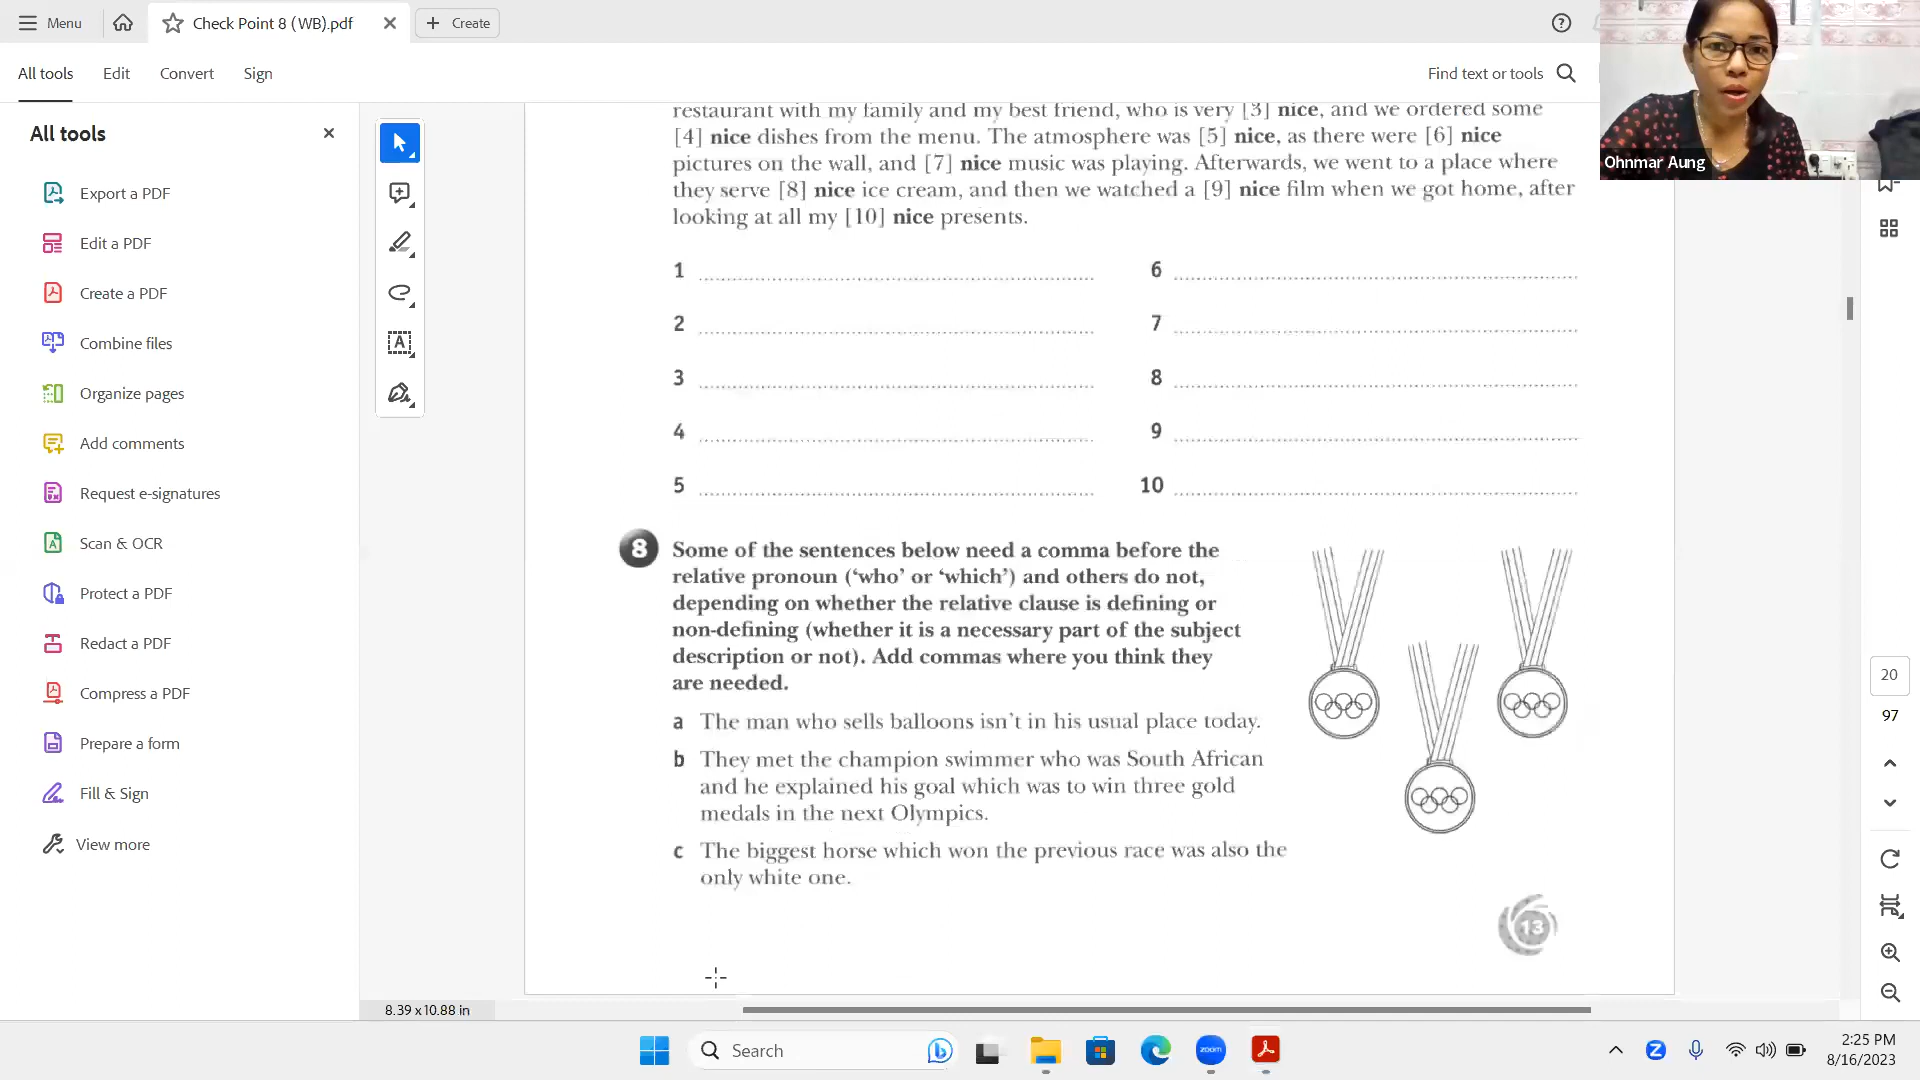 Menu
Check Point 8 (WB).pdf
Create
All tools
Edit
Convert
Sign
Find text or tools
Ohnmar Aung
All tools
Export a PDF
Edit a PDF
Create a PDF
Combine files
Organize pages
Add comments
Request e-signatures
Scan & OCR
Protect a PDF
Redact a PDF
Compress a PDF
Prepare a form
Fill & Sign
View more
restaurant with my family and my best friend, who is very [3] nice, and we ordered some
[4] nice dishes from the menu. The atmosphere was [5] nice, as there were [6] nice
pictures on the wall, and [7] nice music was playing. Afterwards, we went to a place where
they serve [8] nice ice cream, and then we watched a [9] nice film when we got home, after
looking at all my [10] nice presents.
1
6
2
7
3
8
4
9
5
10
8 Some of the sentences below need a comma before the
relative pronoun (‘who’ or ‘which’) and others do not,
depending on whether the relative clause is defining or
non-defining (whether it is a necessary part of the subject
description or not). Add commas where you think they
are needed.
a The man who sells balloons isn’t in his usual place today.
b They met the champion swimmer who was South African
and he explained his goal which was to win three gold
medals in the next Olympics.
c The biggest horse which won the previous race was also the
only white one.
13
20
97
8.39 x 10.88 in
Search
zoom
2:25 PM
8/16/2023